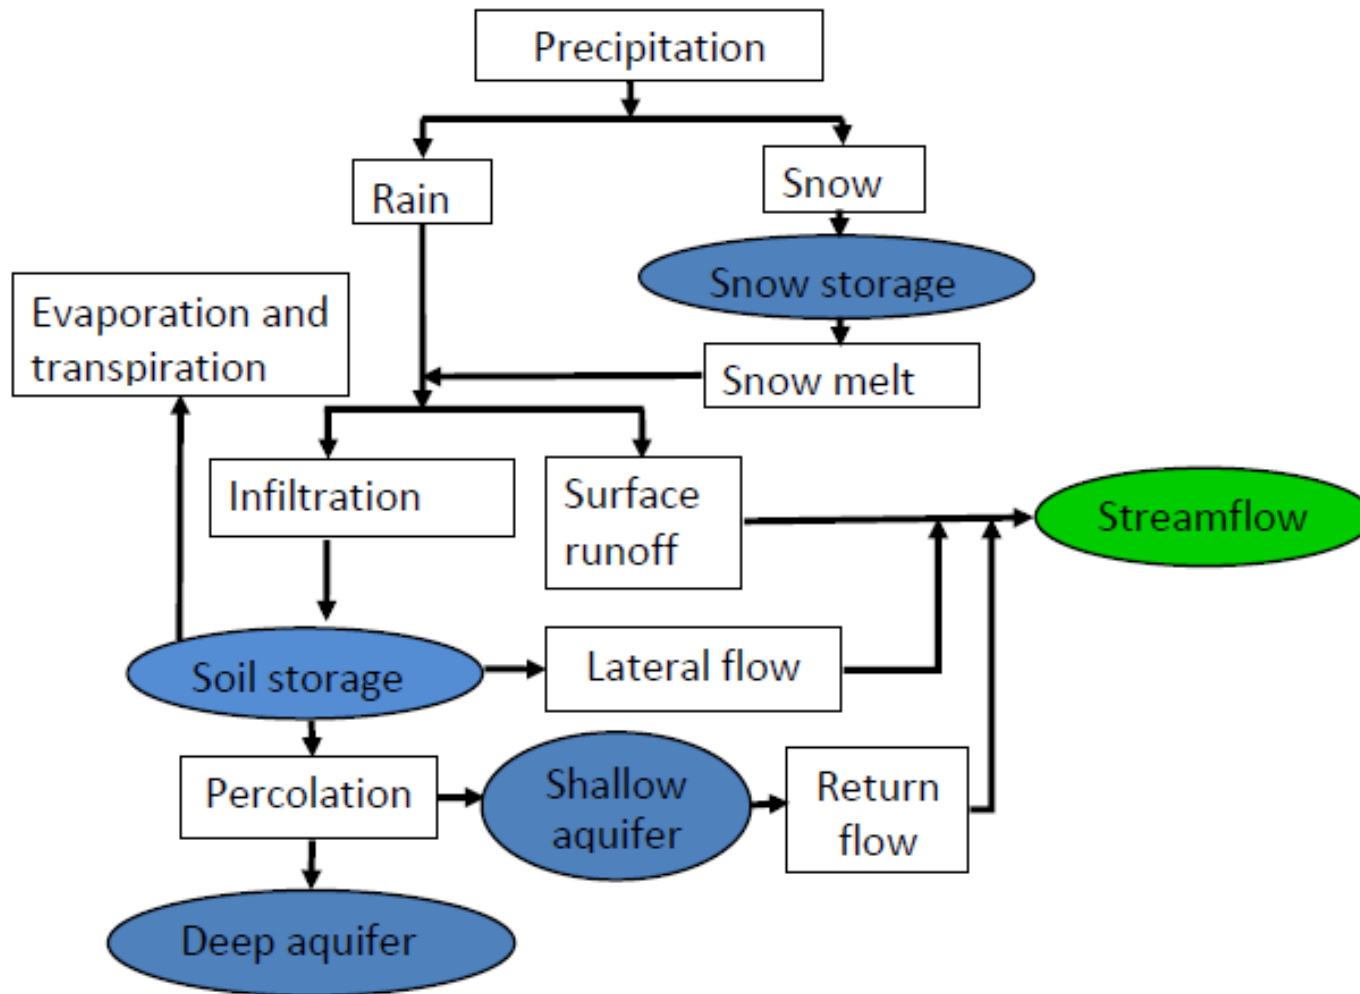 Precipitation
Rain
Snow
Snow storage
Evaporation and
transpiration
Snow melt
Infiltration
Surface
runoff
Streamflow
Soil storage
Lateral flow
Percolation
Shallow
aquifer
Return
flow
Deep aquifer